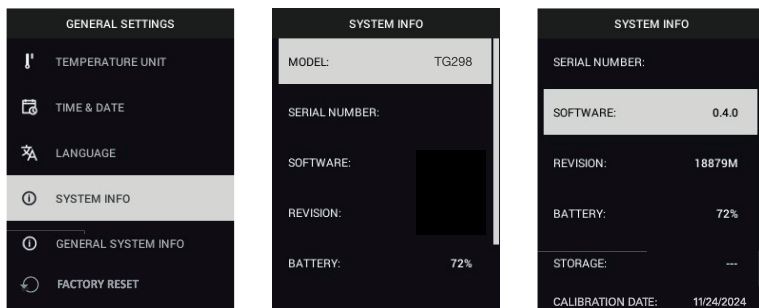 GENERAL SETTINGS
TEMPERATURE UNIT
TIME & DATE
LANGUAGE
SYSTEM INFO
GENERAL SYSTEM INFO
FACTORY RESET
SYSTEM INFO
MODEL: TG298
SERIAL NUMBER:
SOFTWARE:
REVISION:
BATTERY: 72%
SYSTEM INFO
SERIAL NUMBER:
SOFTWARE: 0.4.0
REVISION: 18879M
BATTERY: 72%
STORAGE: ---
CALIBRATION DATE: 11/24/2024